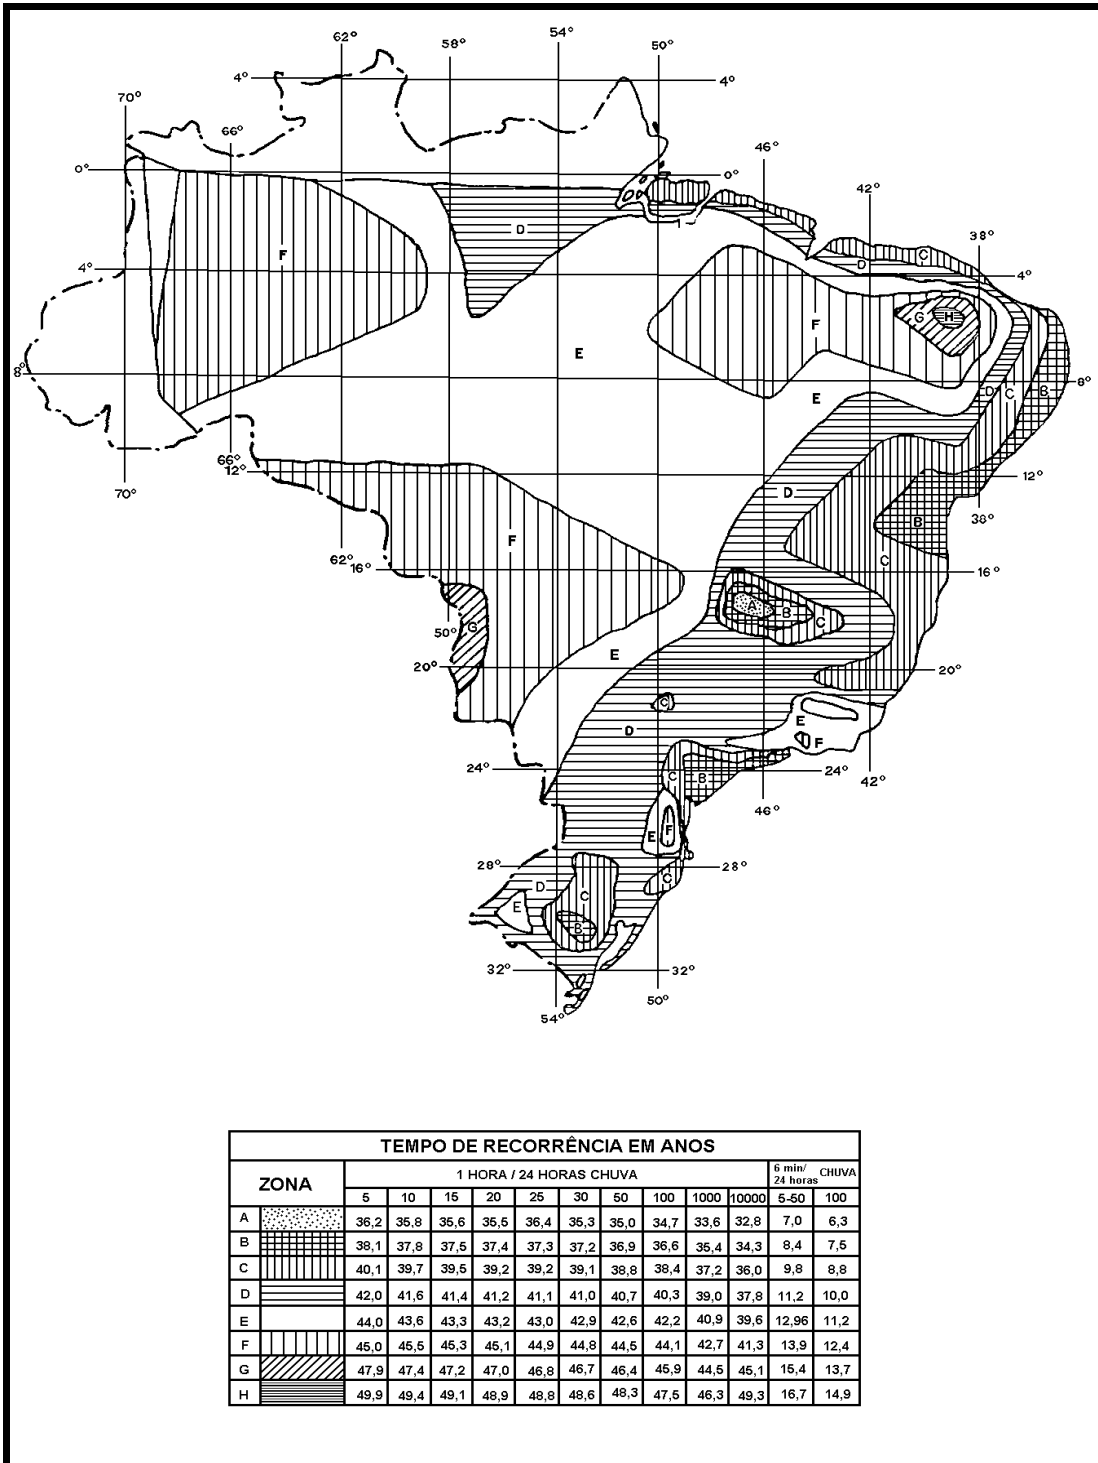 54°
62°
58°
50°
4°
4°
70°
66°
46°
0°
0°
42°
38°
D
F
C
4°
D
4°
F
G
H
E
8°
E
D
C
B
8°
66°
12°
12°
70°
D
B
38°
F
62°
16°
C
16°
A
B
C
50°
G
E
20°
20°
C
E
D
F
24°
C
B
24°
42°
46°
E
F
28°
28°
D
C
C
E
B
32°
32°
50°
54°
TEMPO DE RECORRÊNCIA EM ANOS
ZONA
1 HORA / 24 HORAS CHUVA
6 min/ 24 horas CHUVA
5 10 15 20 25 30 50 100 1000 10000 5-50 100
A 36,2 35,8 35,6 35,5 36,4 35,3 35,0 34,7 33,6 32,8 7,0 6,3
B 38,1 37,8 37,5 37,4 37,3 37,2 36,9 36,6 35,4 34,3 8,4 7,5
C 40,1 39,7 39,5 39,2 39,2 39,1 38,8 38,4 37,2 36,0 9,8 8,8
D 42,0 41,6 41,4 41,2 41,1 41,0 40,7 40,3 39,0 37,8 11,2 10,0
E 44,0 43,6 43,3 43,2 43,0 42,9 42,6 42,2 40,9 39,6 12,96 11,2
F 45,0 45,5 45,3 45,1 44,9 44,8 44,5 44,1 42,7 41,3 13,9 12,4
G 47,9 47,4 47,2 47,0 46,8 46,7 46,4 45,9 44,5 45,1 15,4 13,7
H 49,9 49,4 49,1 48,9 48,8 48,6 48,3 47,5 46,3 49,3 16,7 14,9